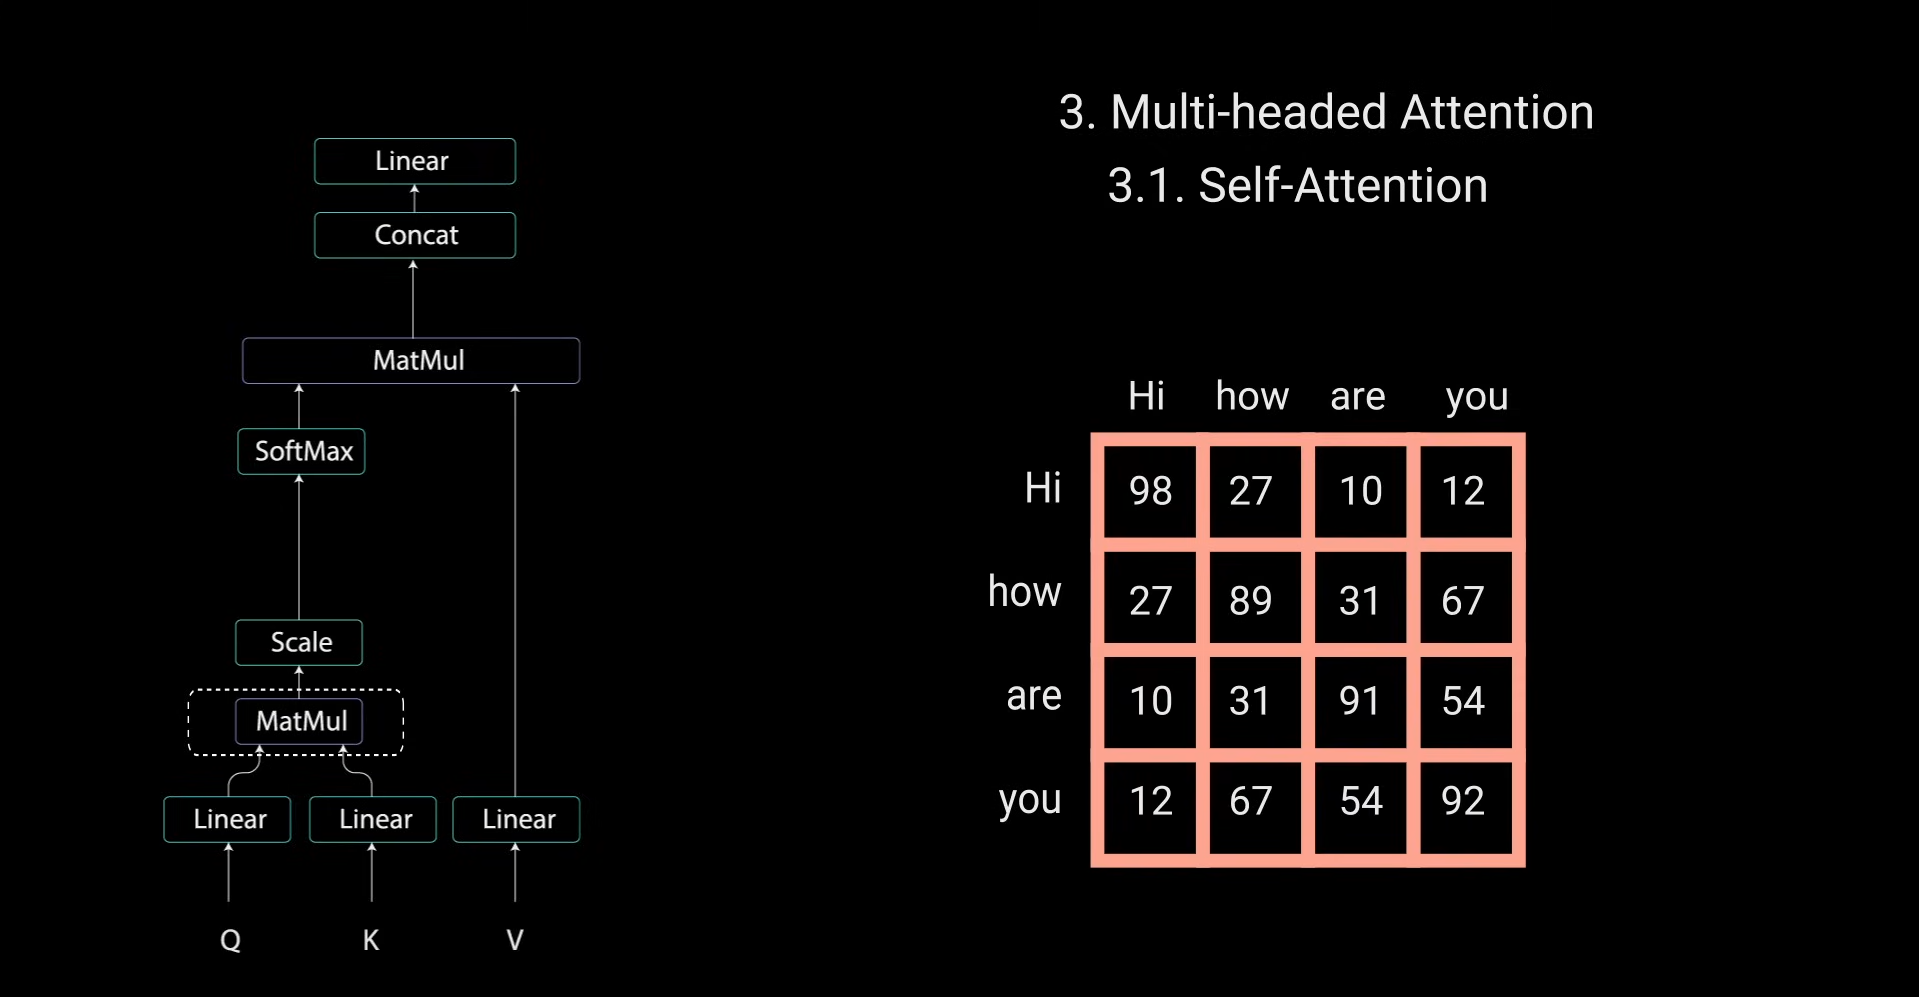 3. Multi-headed Attention
3.1. Self-Attention
Linear
Concat
MatMul
SoftMax
Scale
MatMul
Linear Linear Linear
Q K V
Hi how are you
Hi 98 27 10 12
how 27 89 31 67
are 10 31 91 54
you 12 67 54 92